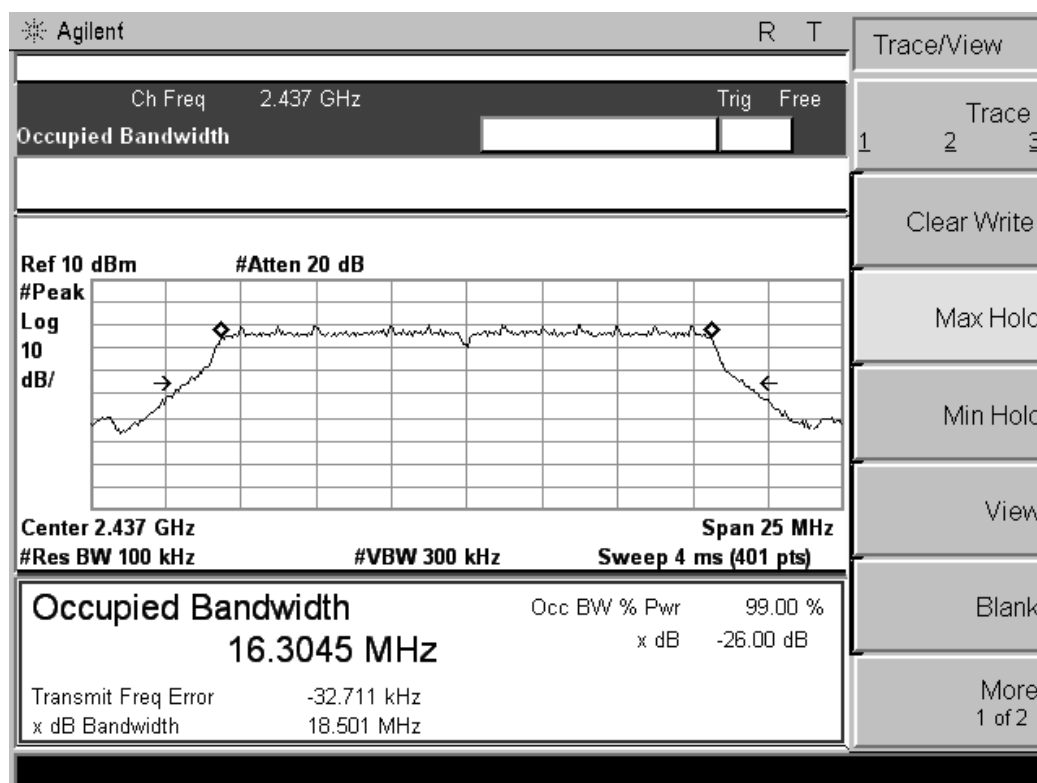 Agilent R T
Trace/View
Ch Freq 2.437 GHz Trig Free
Occupied Bandwidth
Trace
1 2 3
Clear Write
Ref 10 dBm #Atten 20 dB
#Peak
Log
10
dB/
Max Hold
Min Hold
View
Center 2.437 GHz Span 25 MHz
#Res BW 100 kHz #VBW 300 kHz Sweep 4 ms (401 pts)
Occupied Bandwidth Occ BW % Pwr 99.00 %
16.3045 MHz x dB -26.00 dB
Transmit Freq Error -32.711 kHz
x dB Bandwidth 18.501 MHz
Blank
More
1 of 2